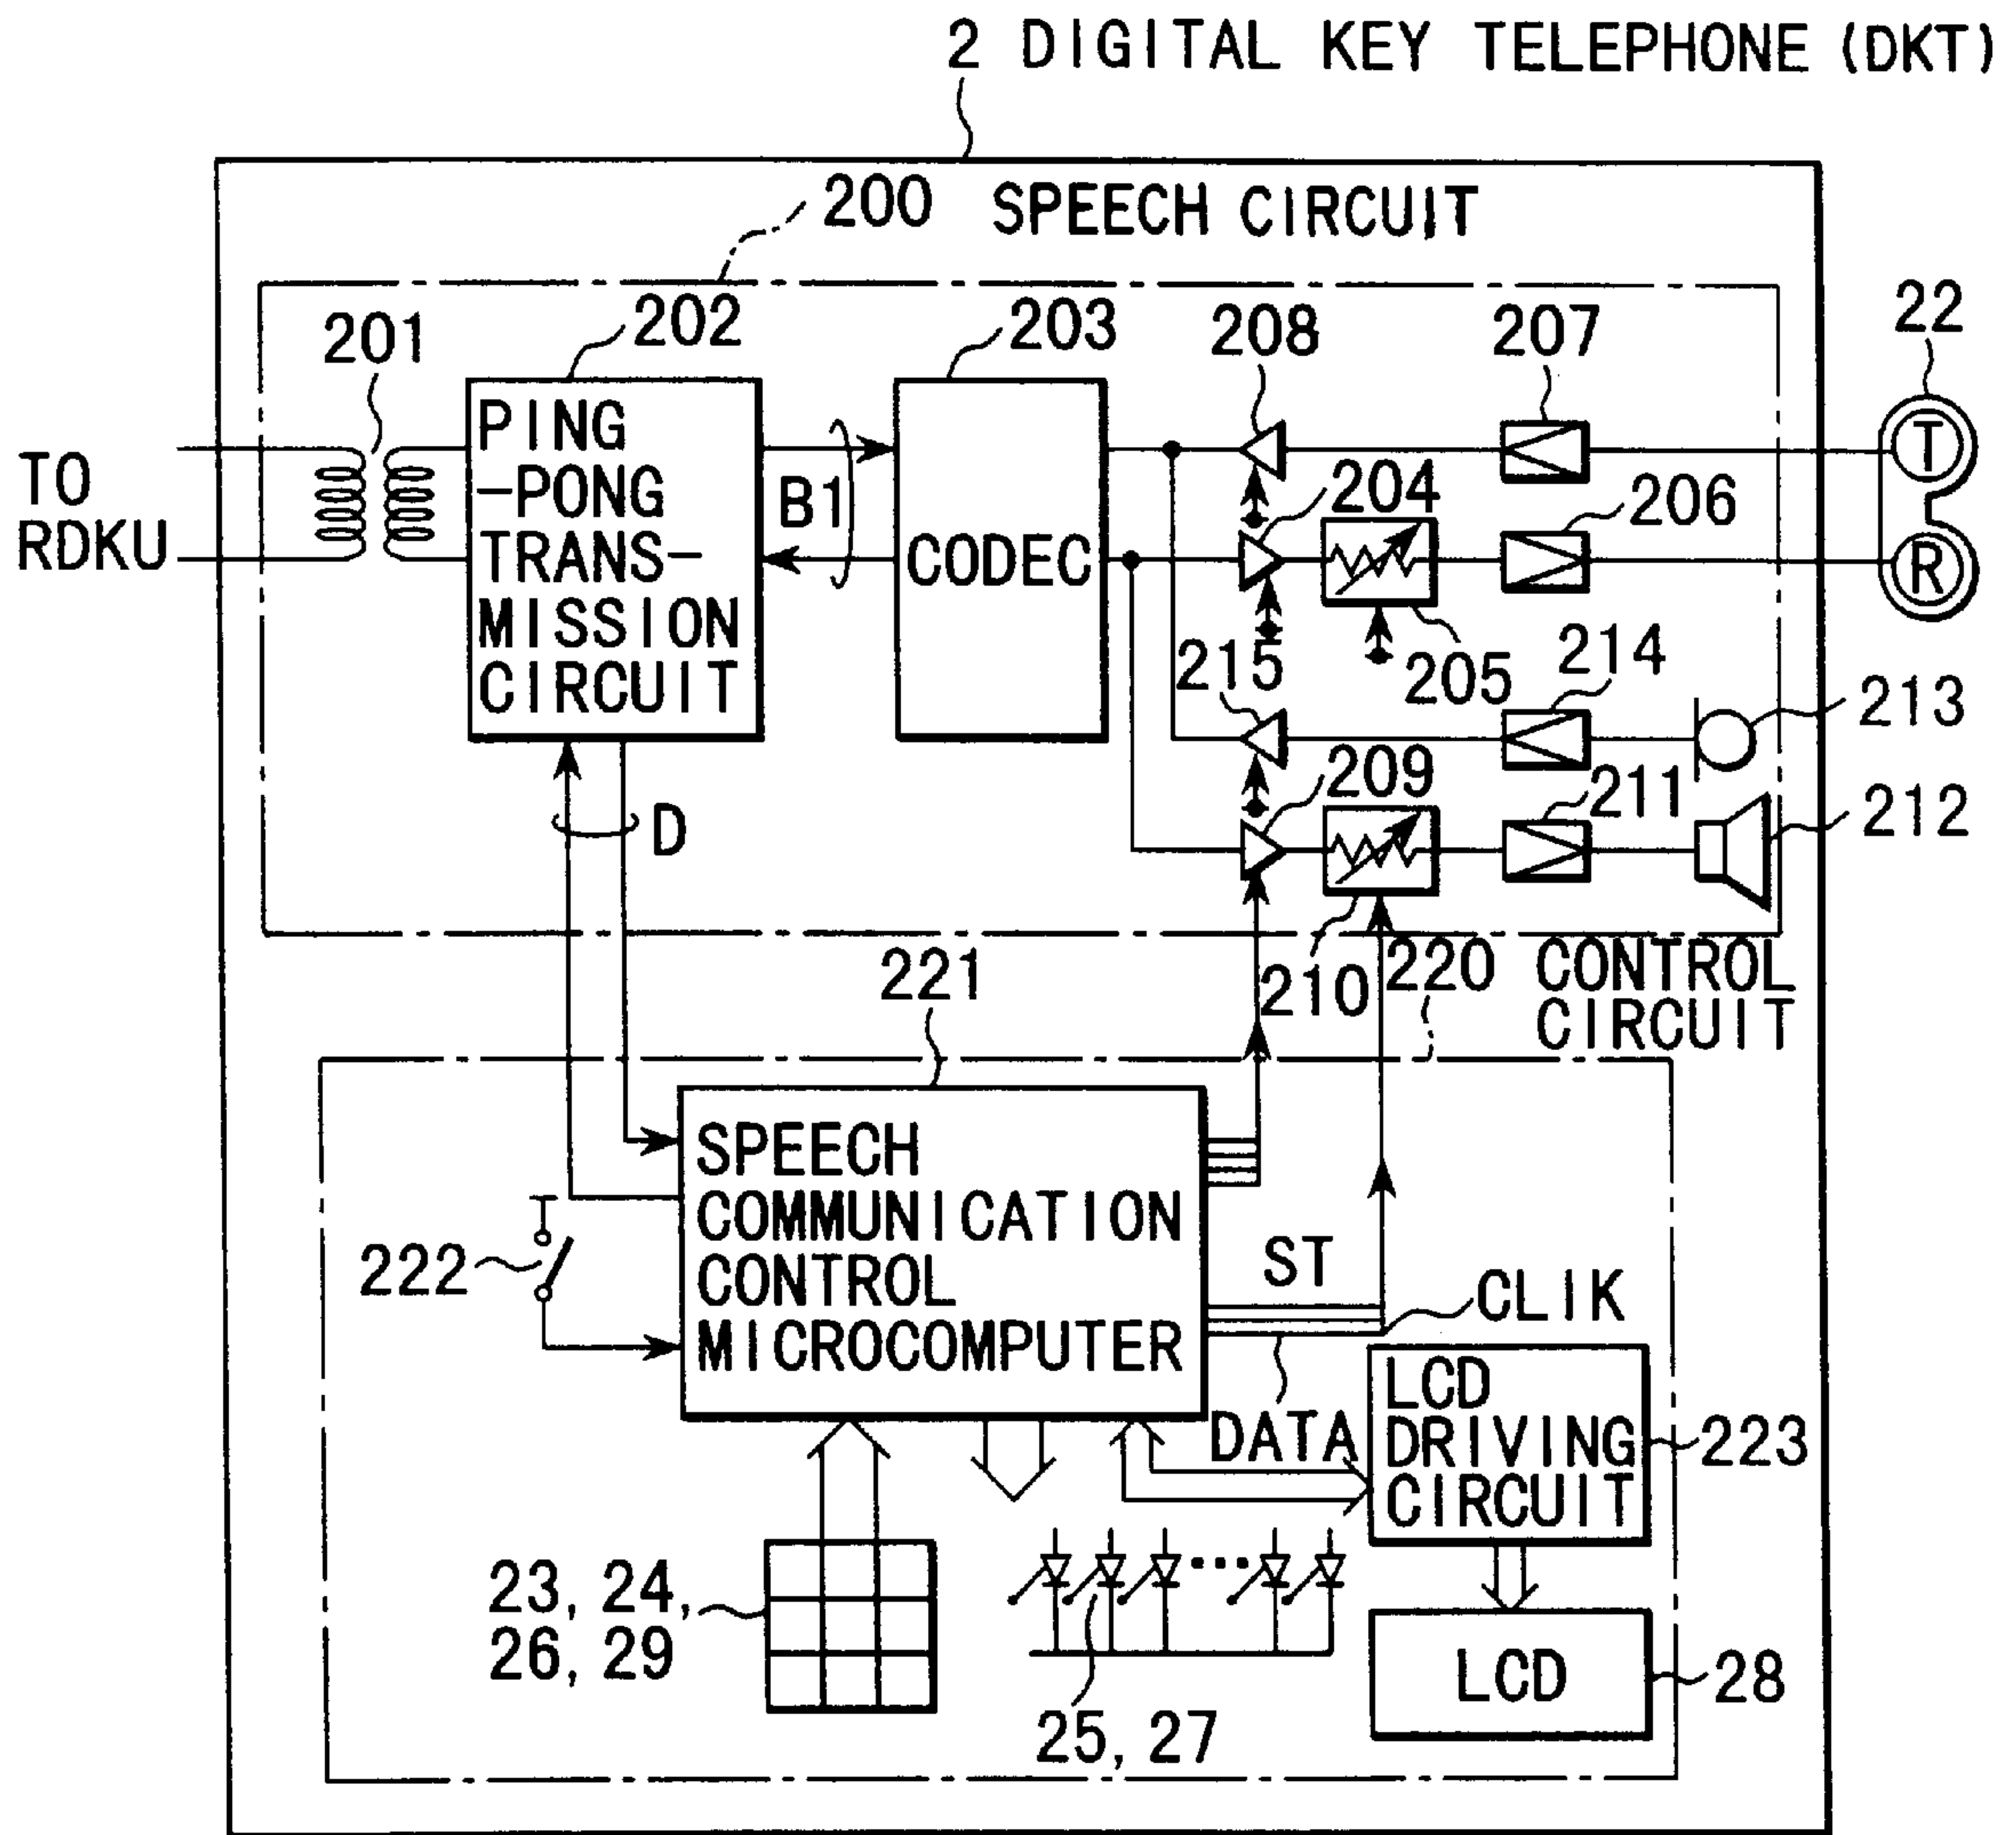 2 DIGITAL KEY TELEPHONE (DKT)
200 SPEECH CIRCUIT
201
202
203
208
207
22
PING
-PONG
TRANS-
MISSION
CIRCUIT
B1
CODEC
204
206
T
R
TO
RDKU
215
205
214
213
209
211
212
D
210
220 CONTROL
CIRCUIT
221
SPEECH
COMMUNICATION
CONTROL
MICROCOMPUTER
222
ST
CLIK
DATA
LCD
DRIVING
CIRCUIT
223
23, 24,
26, 29
25, 27
LCD
28